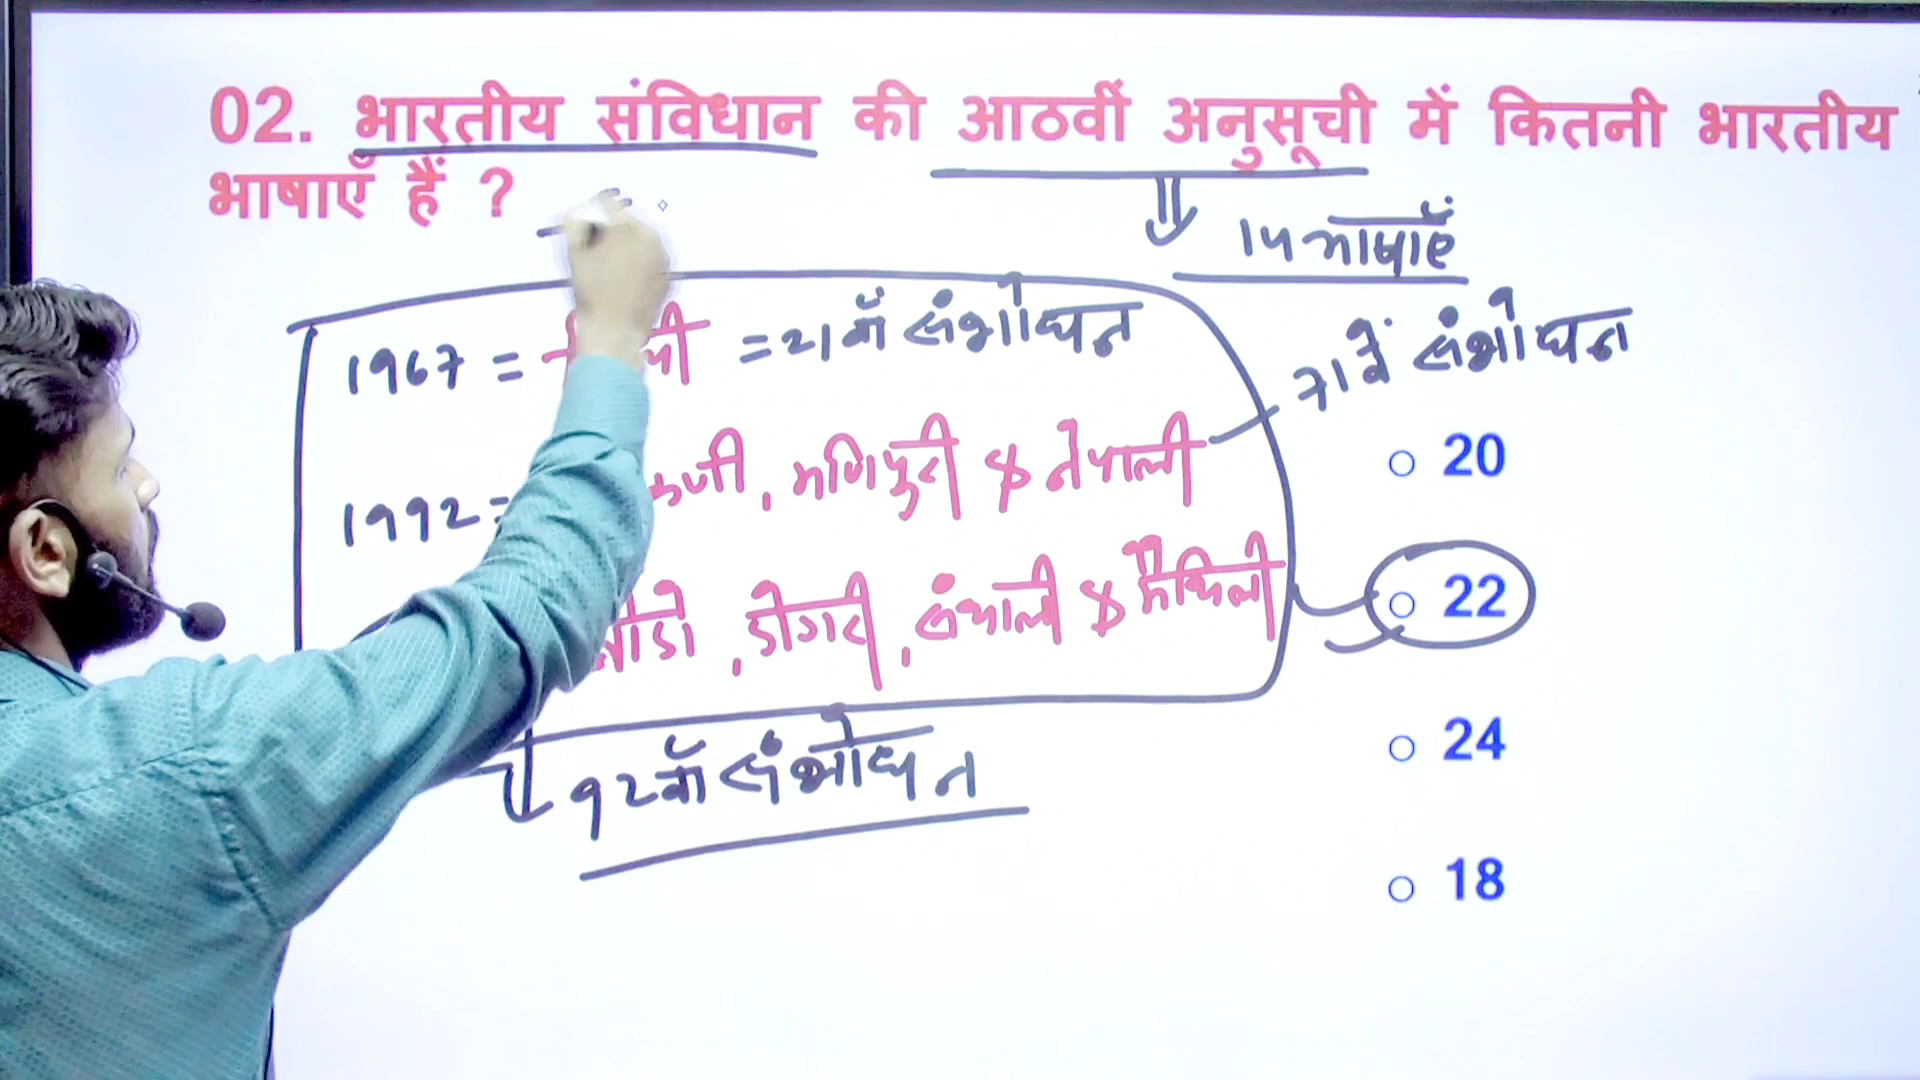 02. भारतीय संविधान की आठवीं अनुसूची में कितनी भारतीय
भाषाएँ हैं ?
14 भाषाएँ
1967 = = 21वाँ संशोधन
71वें संशोधन
1992 = , मणिपुरी & नेपाली
, डोगरी, संथाली & मैथिली
92वाँ संशोधन
20
22
24
18